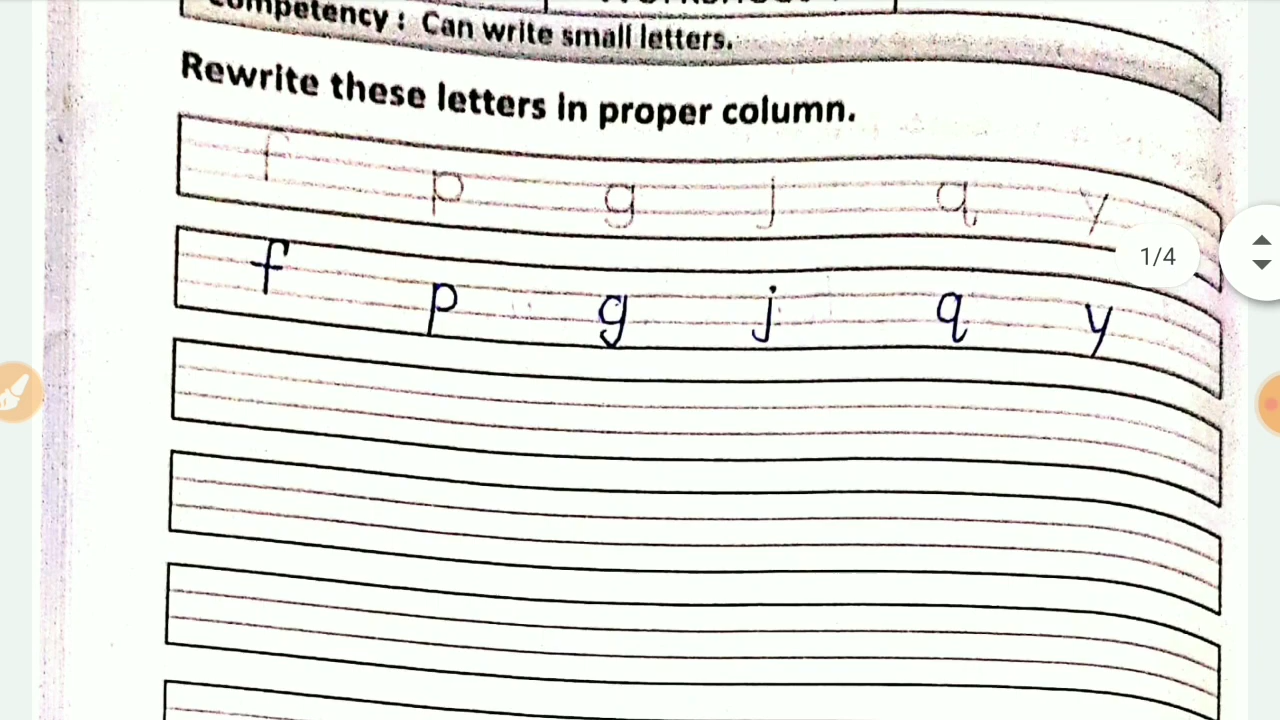 Competency : Can write small letters.
Rewrite these letters in proper column.
f p g j q y
1/4
f p g j q y